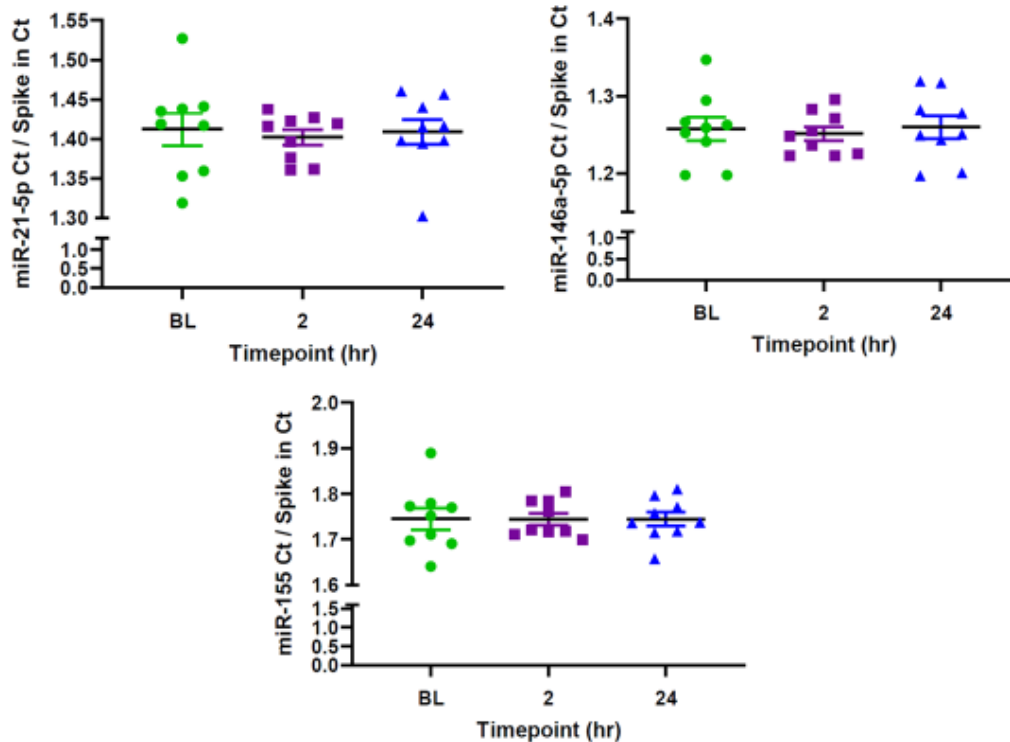 miR-21-5p Ct / Spike in Ct
1.55
1.50
1.45
1.40
1.35
1.30
1.0
0.5
0.0
BL 2 24
Timepoint (hr)
miR-146a-5p Ct / Spike in Ct
1.4
1.3
1.2
1.0
0.5
0.0
BL 2 24
Timepoint (hr)
miR-155 Ct / Spike in Ct
2.0
1.9
1.8
1.7
1.6
1.5
1.0
0.5
0.0
BL 2 24
Timepoint (hr)